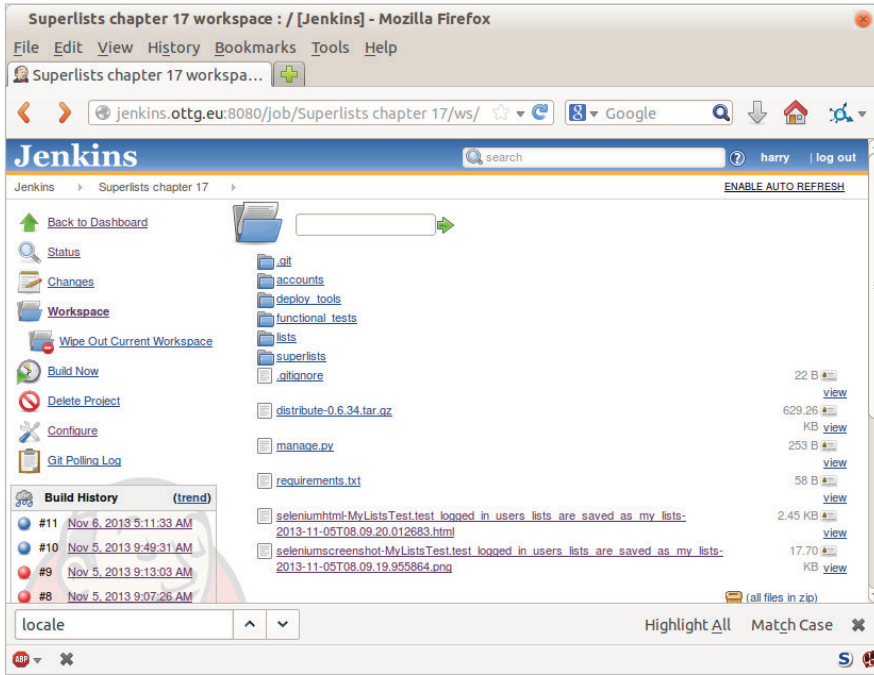 Superlists chapter 17 workspace : / [Jenkins] - Mozilla Firefox
File Edit View History Bookmarks Tools Help
Superlists chapter 17 workspa...
jenkins.ottg.eu:8080/job/Superlists chapter 17/ws/
Google
Jenkins
search
harry | log out
Jenkins Superlists chapter 17
ENABLE AUTO REFRESH
Back to Dashboard
Status
Changes
Workspace
Wipe Out Current Workspace
Build Now
Delete Project
Configure
Git Polling Log
Build History (trend)
#11 Nov 6, 2013 5:11:33 AM
#10 Nov 5, 2013 9:49:31 AM
#9 Nov 5, 2013 9:13:03 AM
#8 Nov 5, 2013 9:07:26 AM
.git
accounts
deploy_tools
functional_tests
lists
superlists
.gitignore 22 B
view
distribute-0.6.34.tar.gz 629.26
KB view
manage.py 253 B
view
requirements.txt 58 B
view
seleniumhtml-MyListsTest.test_logged_in_users_lists_are_saved_as_my_lists- 2.45 KB
2013-11-05T08.09.20.012683.html view
seleniumscreenshot-MyListsTest.test_logged_in_users_lists_are_saved_as_my_lists- 17.70
2013-11-05T08.09.19.955864.png KB view
(all files in zip)
locale
Highlight All Match Case
ABP
S